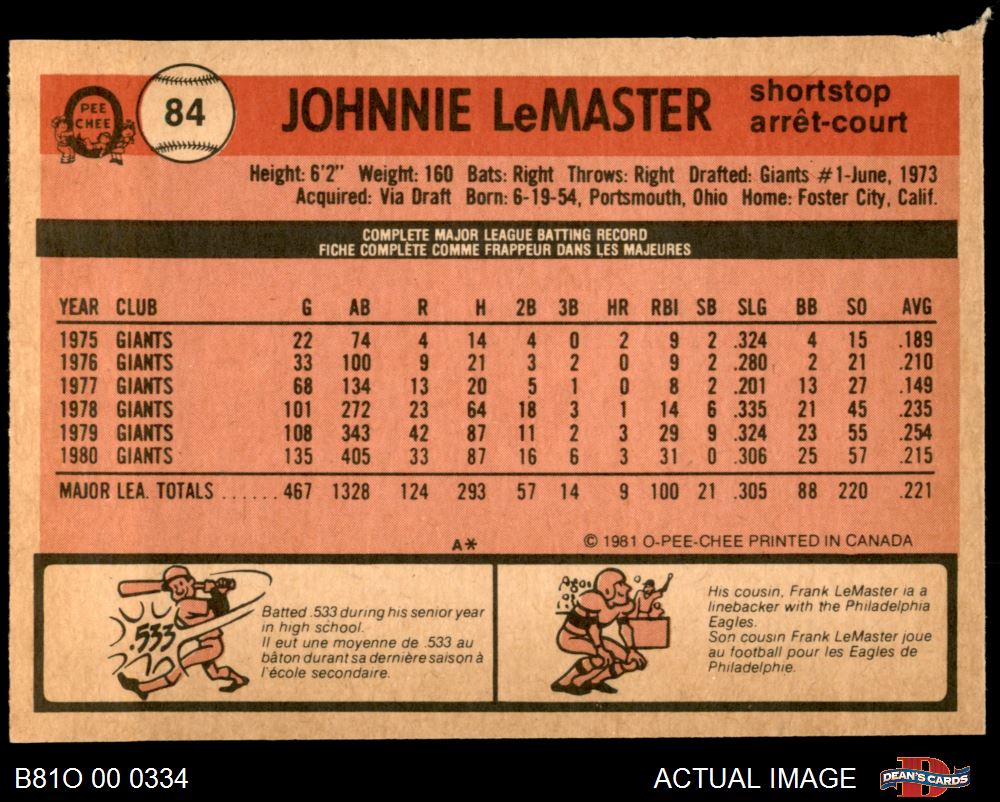 PEE
CHEE
84
JOHNNIE LeMASTER
shortstop
arrêt-court
Height: 6'2" Weight: 160 Bats: Right Throws: Right Drafted: Giants #1-June, 1973
Acquired: Via Draft Born: 6-19-54, Portsmouth, Ohio Home: Foster City, Calif.
COMPLETE MAJOR LEAGUE BATTING RECORD
FICHE COMPLÈTE COMME FRAPPEUR DANS LES MAJEURES
YEAR CLUB G AB R H 2B 3B HR RBI SB SLG BB SO AVG
1975 GIANTS 22 74 4 14 4 0 2 9 2 .324 4 15 .189
1976 GIANTS 33 100 9 21 3 2 0 9 2 .280 2 21 .210
1977 GIANTS 68 134 13 20 5 1 0 8 2 .201 13 27 .149
1978 GIANTS 101 272 23 64 18 3 1 14 6 .335 21 45 .235
1979 GIANTS 108 343 42 87 11 2 3 29 9 .324 23 55 .254
1980 GIANTS 135 405 33 87 16 6 3 31 0 .306 25 57 .215
MAJOR LEA. TOTALS ...... 467 1328 124 293 57 14 9 100 21 .305 88 220 .221
A* © 1981 O-PEE-CHEE PRINTED IN CANADA
.533
Batted .533 during his senior year
in high school.
Il eut une moyenne de .533 au
bâton durant sa dernière saison à
l'école secondaire.
His cousin, Frank LeMaster is a
linebacker with the Philadelphia
Eagles.
Son cousin Frank LeMaster joue
au football pour les Eagles de
Philadelphie.
B81O 00 0334
ACTUAL IMAGE
DEAN'S CARDS